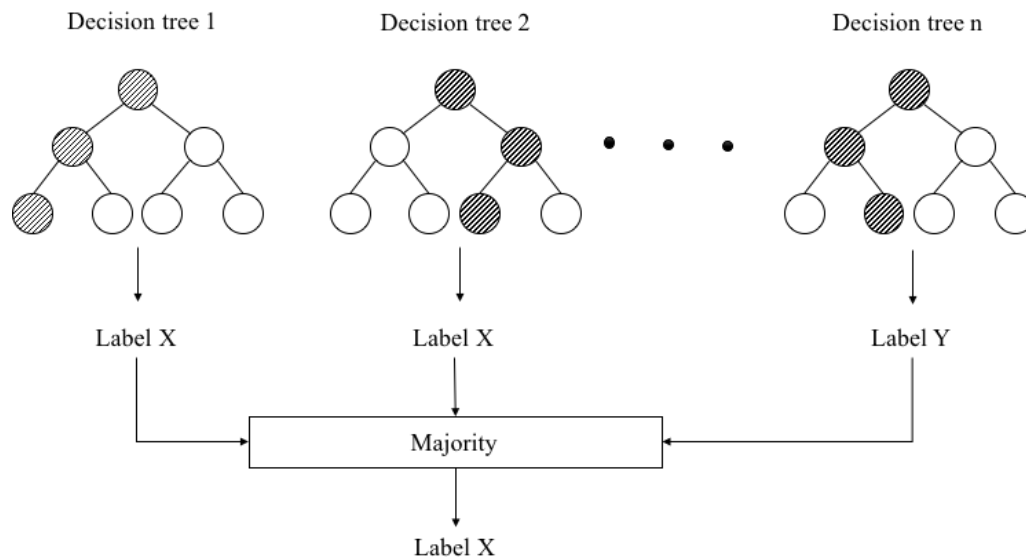 Decision tree 1
Decision tree 2
Decision tree n
Label X
Label X
Label Y
Majority
Label X